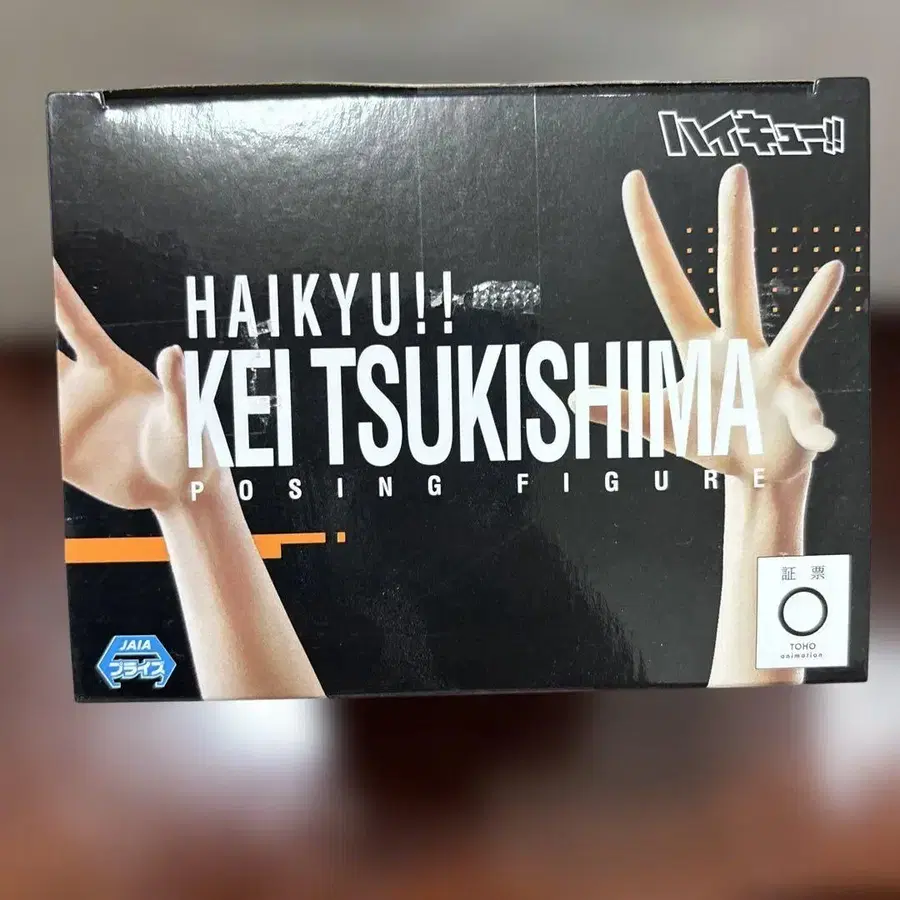 ハイキュー!!
HAIKYU!!
KEI TSUKISHIMA
POSING FIGURE
証票
TOHO
animation
JAIA
プライズ